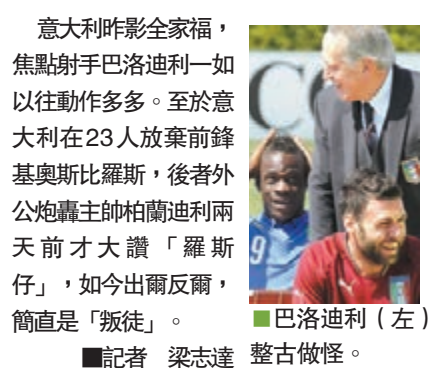 意大利昨影全家福，
焦點射手巴洛迪利一如
以往動作多多。至於意
大利在23人放棄前鋒
基奧斯比羅斯，後者外
公炮轟主帥柏蘭迪利兩
天前才大讚「羅斯
仔」，如今出爾反爾，
簡直是「叛徒」。
■記者　梁志達
9
■巴洛迪利（左）
整古做怪。